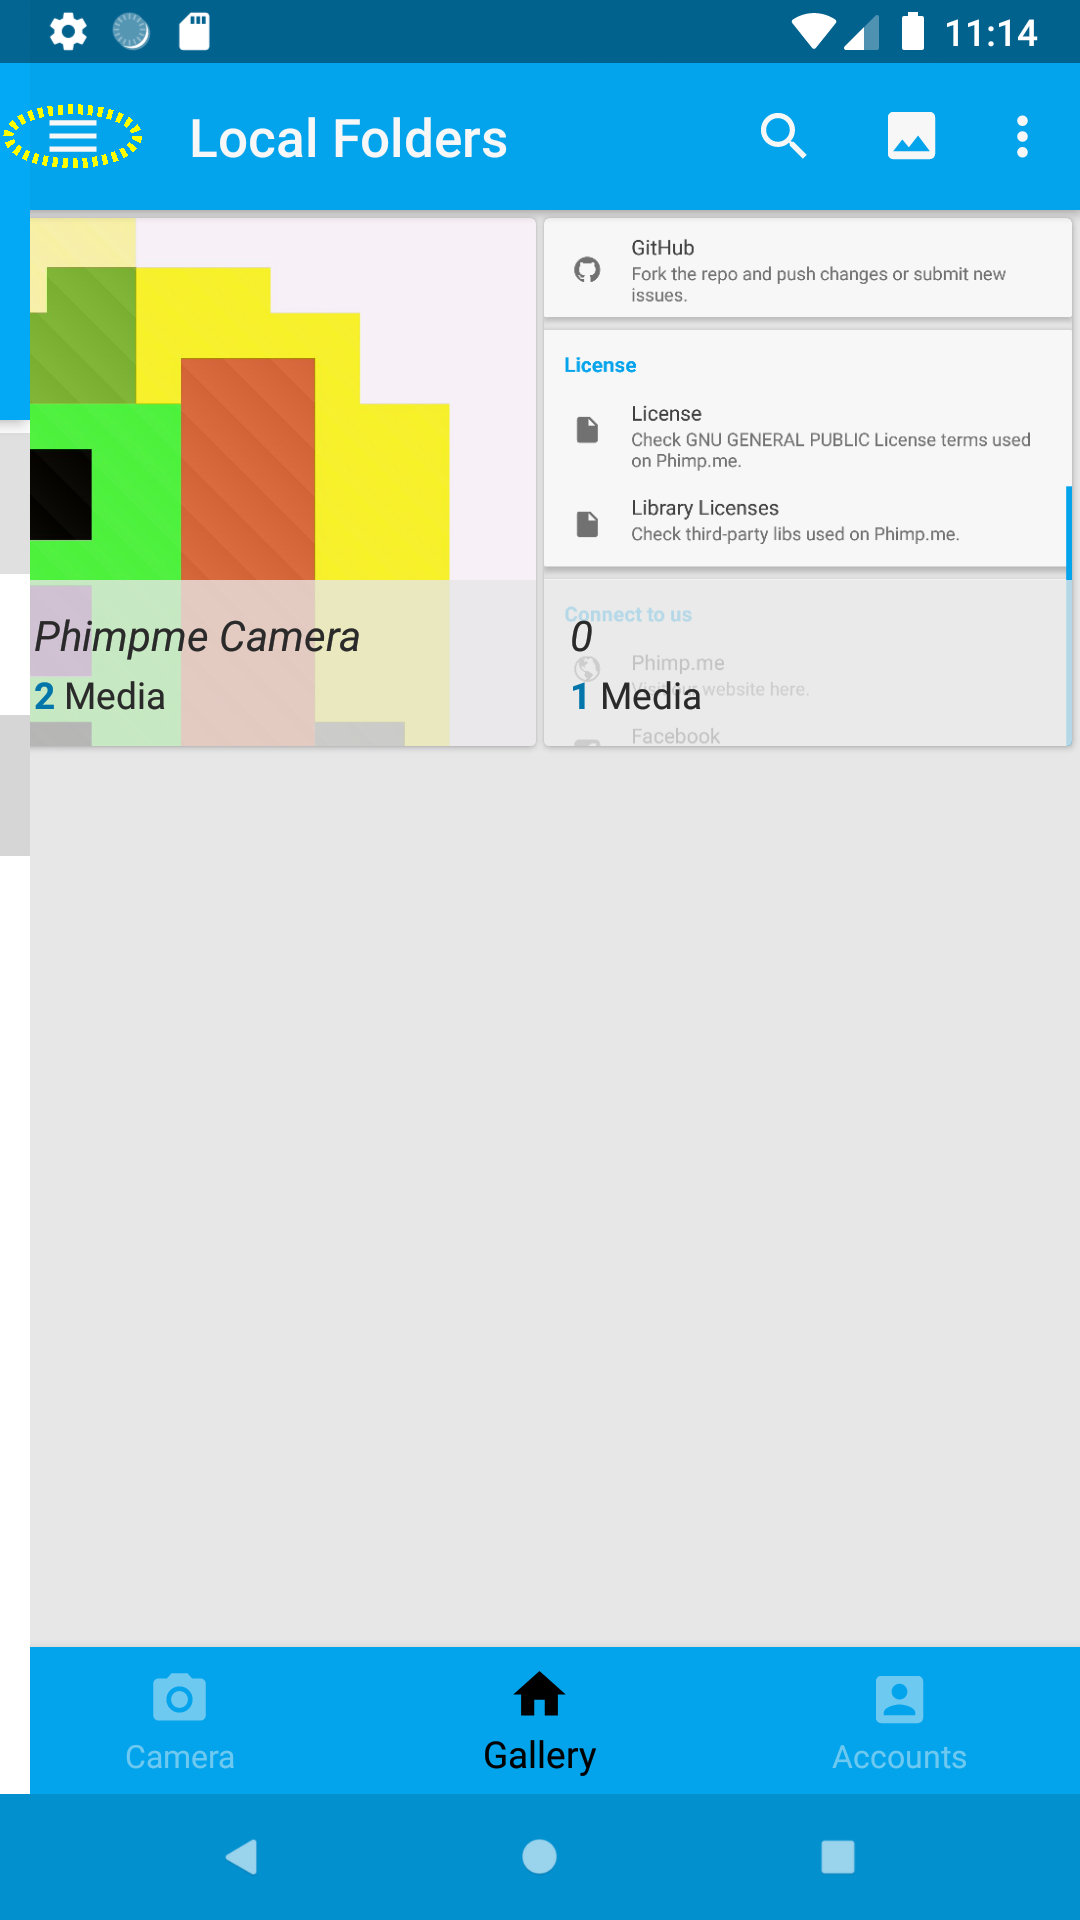 11:14
Local Folders
GitHub
Fork the repo and push changes or submit new
issues.
License
License
Check GNU GENERAL PUBLIC License terms used
on Phimp.me.
Library Licenses
Check third-party libs used on Phimp.me.
Phimpme Camera
2 Media
Connect to us
0
Phimp.me
Visit our website here.
1 Media
Facebook
Camera
Gallery
Accounts